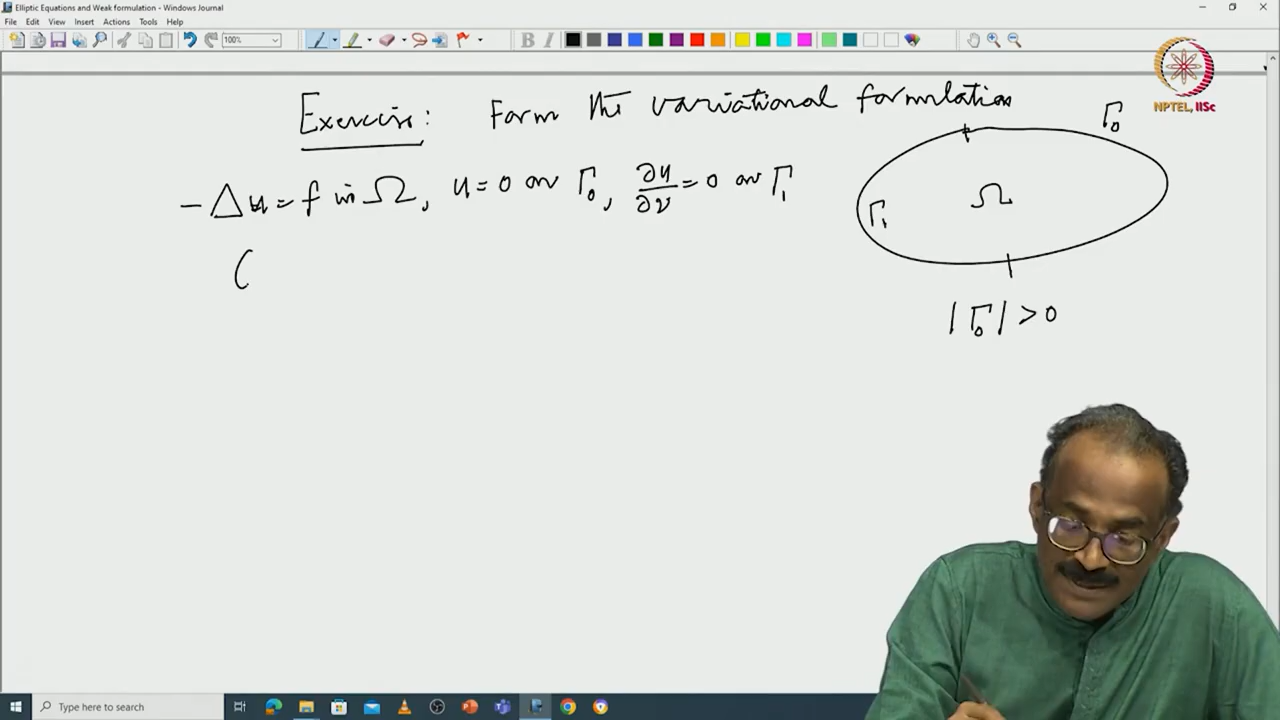 Elliptic Equations and Weak formulation - Windows Journal
File Edit View Insert Actions Tools Help
100%
B I
NPTEL, IISc
Exercise: Form the variational formulation
Γ₀
-Δu = f in Ω, u = 0 on Γ₀, ∂u/∂ν = 0 on Γ₁
Ω
Γ₁
(
|Γ₀| > 0
Type here to search